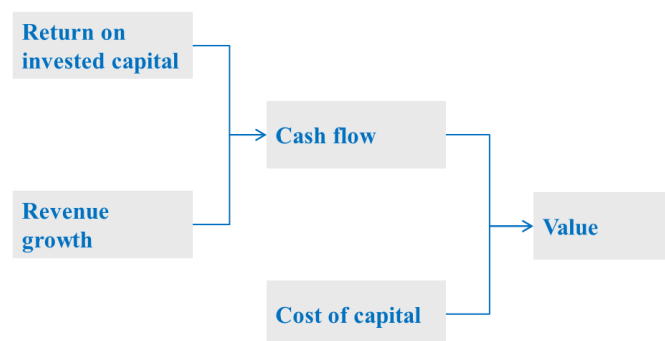 Return on
invested capital
Cash flow
Revenue
growth
Value
Cost of capital